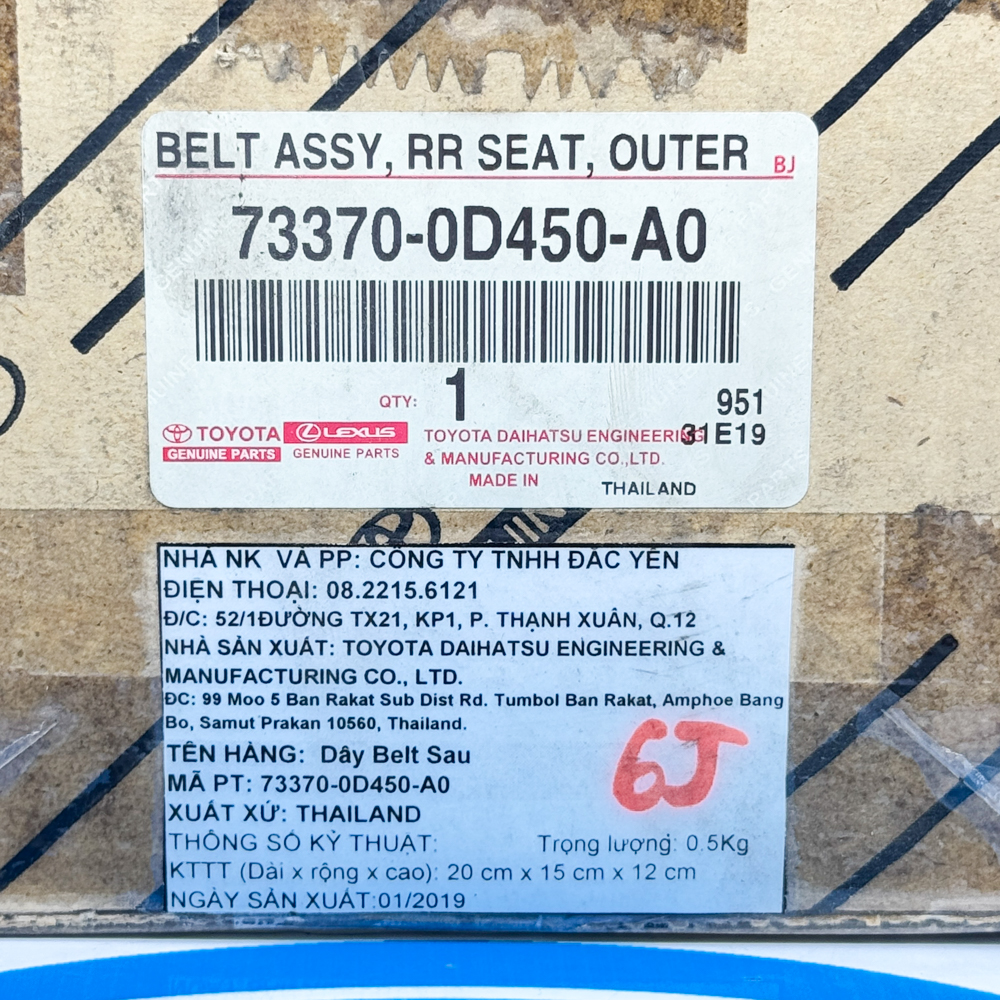 BELT ASSY, RR SEAT, OUTER BJ
73370-0D450-A0
QTY: 1
951
31E19
TOYOTA
GENUINE PARTS
LEXUS
GENUINE PARTS
TOYOTA DAIHATSU ENGINEERING
& MANUFACTURING CO.,LTD.
MADE IN THAILAND
NHÀ NK VÀ PP: CÔNG TY TNHH ĐẮC YẾN
ĐIỆN THOẠI: 08.2215.6121
Đ/C: 52/1ĐƯỜNG TX21, KP1, P. THẠNH XUÂN, Q.12
NHÀ SẢN XUẤT: TOYOTA DAIHATSU ENGINEERING &
MANUFACTURING CO., LTD.
ĐC: 99 Moo 5 Ban Rakat Sub Dist Rd. Tumbol Ban Rakat, Amphoe Bang
Bo, Samut Prakan 10560, Thailand.
TÊN HÀNG: Dây Belt Sau
MÃ PT: 73370-0D450-A0
XUẤT XỨ: THAILAND
THÔNG SỐ KỸ THUẬT: Trọng lượng: 0.5Kg
KTTT (Dài x rộng x cao): 20 cm x 15 cm x 12 cm
NGÀY SẢN XUẤT:01/2019
6J